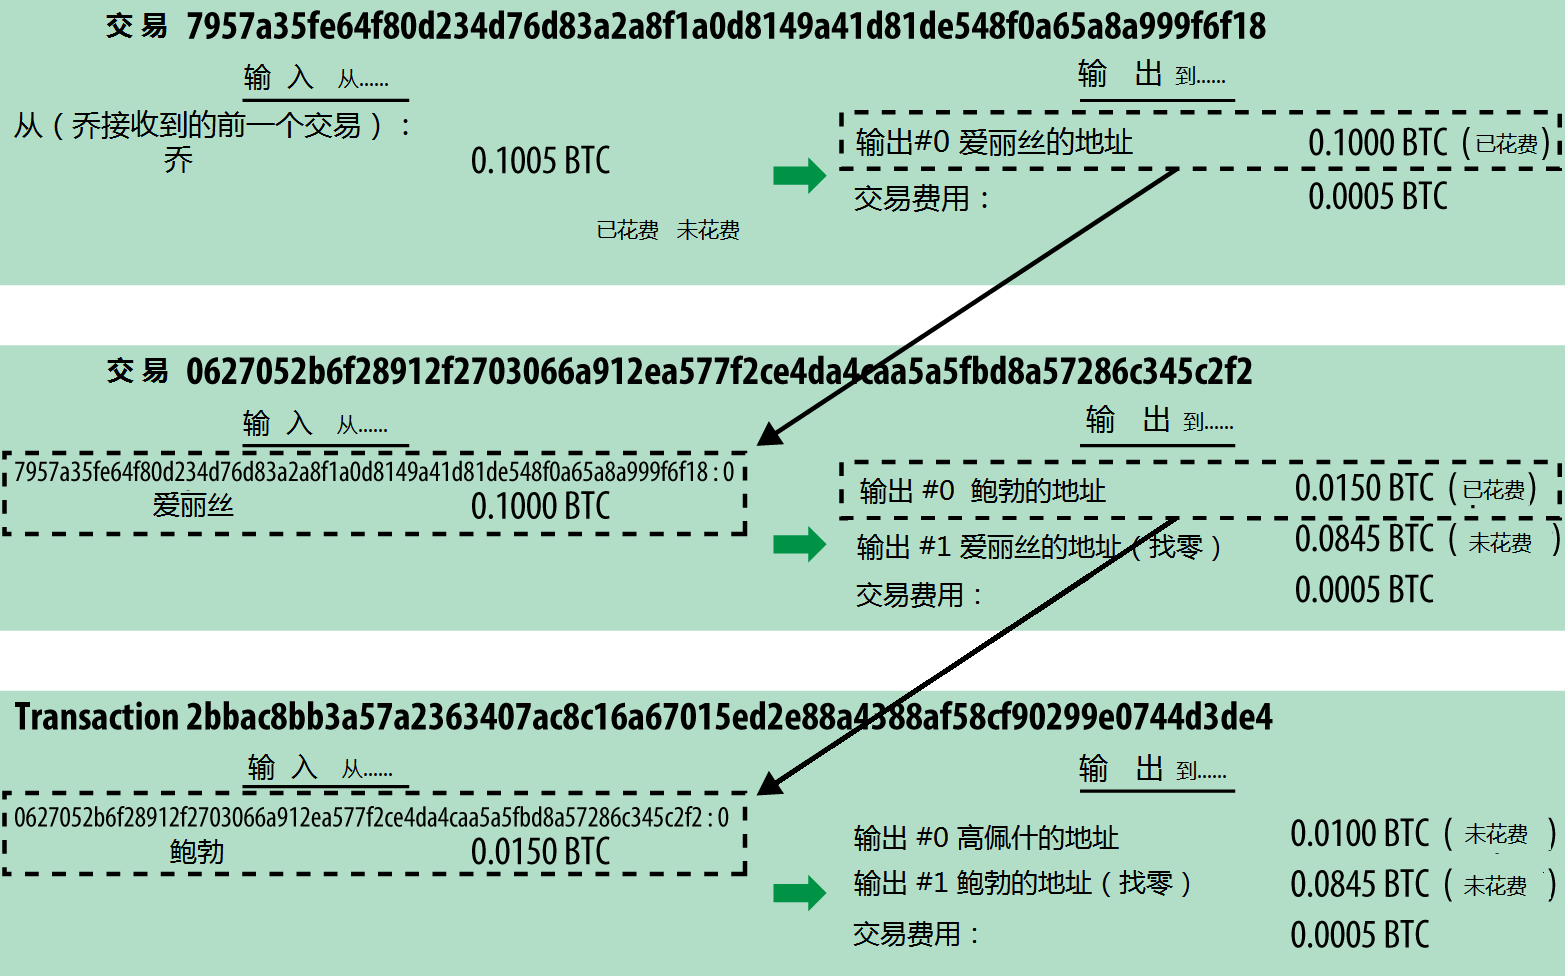 交 易 7957a35fe64f80d234d76d83a2a8f1a0d8149a41d81de548f0a65a8a999f6f18
输 入 从......
输 出 到......
从（乔接收到的前一个交易）：
乔 0.1005 BTC
输出#0 爱丽丝的地址 0.1000 BTC（已花费）
交易费用： 0.0005 BTC
已花费 未花费
交 易 0627052b6f28912f2703066a912ea577f2ce4da4caa5a5fbd8a57286c345c2f2
输 入 从......
输 出 到......
7957a35fe64f80d234d76d83a2a8f1a0d8149a41d81de548f0a65a8a999f6f18 : 0
爱丽丝 0.1000 BTC
输出 #0 鲍勃的地址 0.0150 BTC（已花费）
输出 #1 爱丽丝的地址（找零） 0.0845 BTC（未花费）
交易费用： 0.0005 BTC
Transaction 2bbac8bb3a57a2363407ac8c16a67015ed2e88a4388af58cf90299e0744d3de4
输 入 从......
输 出 到......
0627052b6f28912f2703066a912ea577f2ce4da4caa5a5fbd8a57286c345c2f2 : 0
鲍勃 0.0150 BTC
输出 #0 高佩什的地址 0.0100 BTC（未花费）
输出 #1 鲍勃的地址（找零） 0.0845 BTC（未花费）
交易费用： 0.0005 BTC